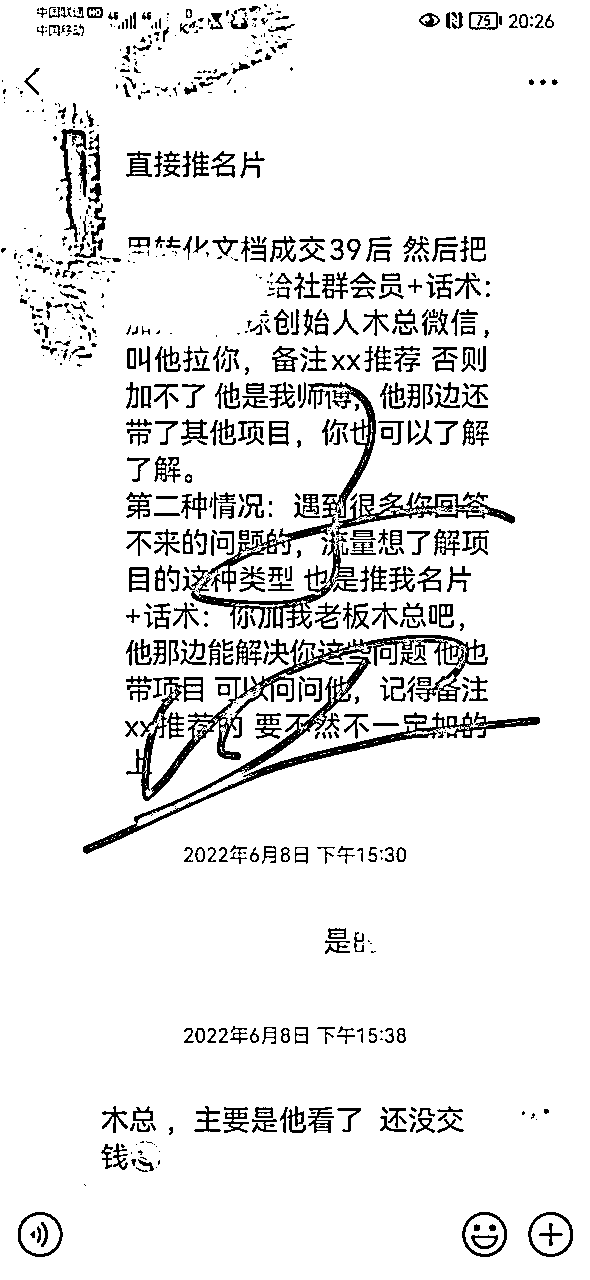 中国联通HD
中国移动
75 20:26
直接推名片
用转化文档成交39后 然后把
给社群会员+话术:
球创始人木总微信,
叫他拉你，备注xx推荐 否则
加不了 他是我师傅，他那边还
带了其他项目，你也可以了解
了解。
第二种情况：遇到很多你回答
不来的问题的，流量想了解项
目的这种类型 也是推我名片
+话术：你加我老板木总吧，
他那边能解决你这些问题 他也
带项目 可以问问他，记得备注
xx推荐的 要不然不一定加的
上
2022年6月8日 下午15:30
是的
2022年6月8日 下午15:38
木总 ，主要是他看了 还没交
钱